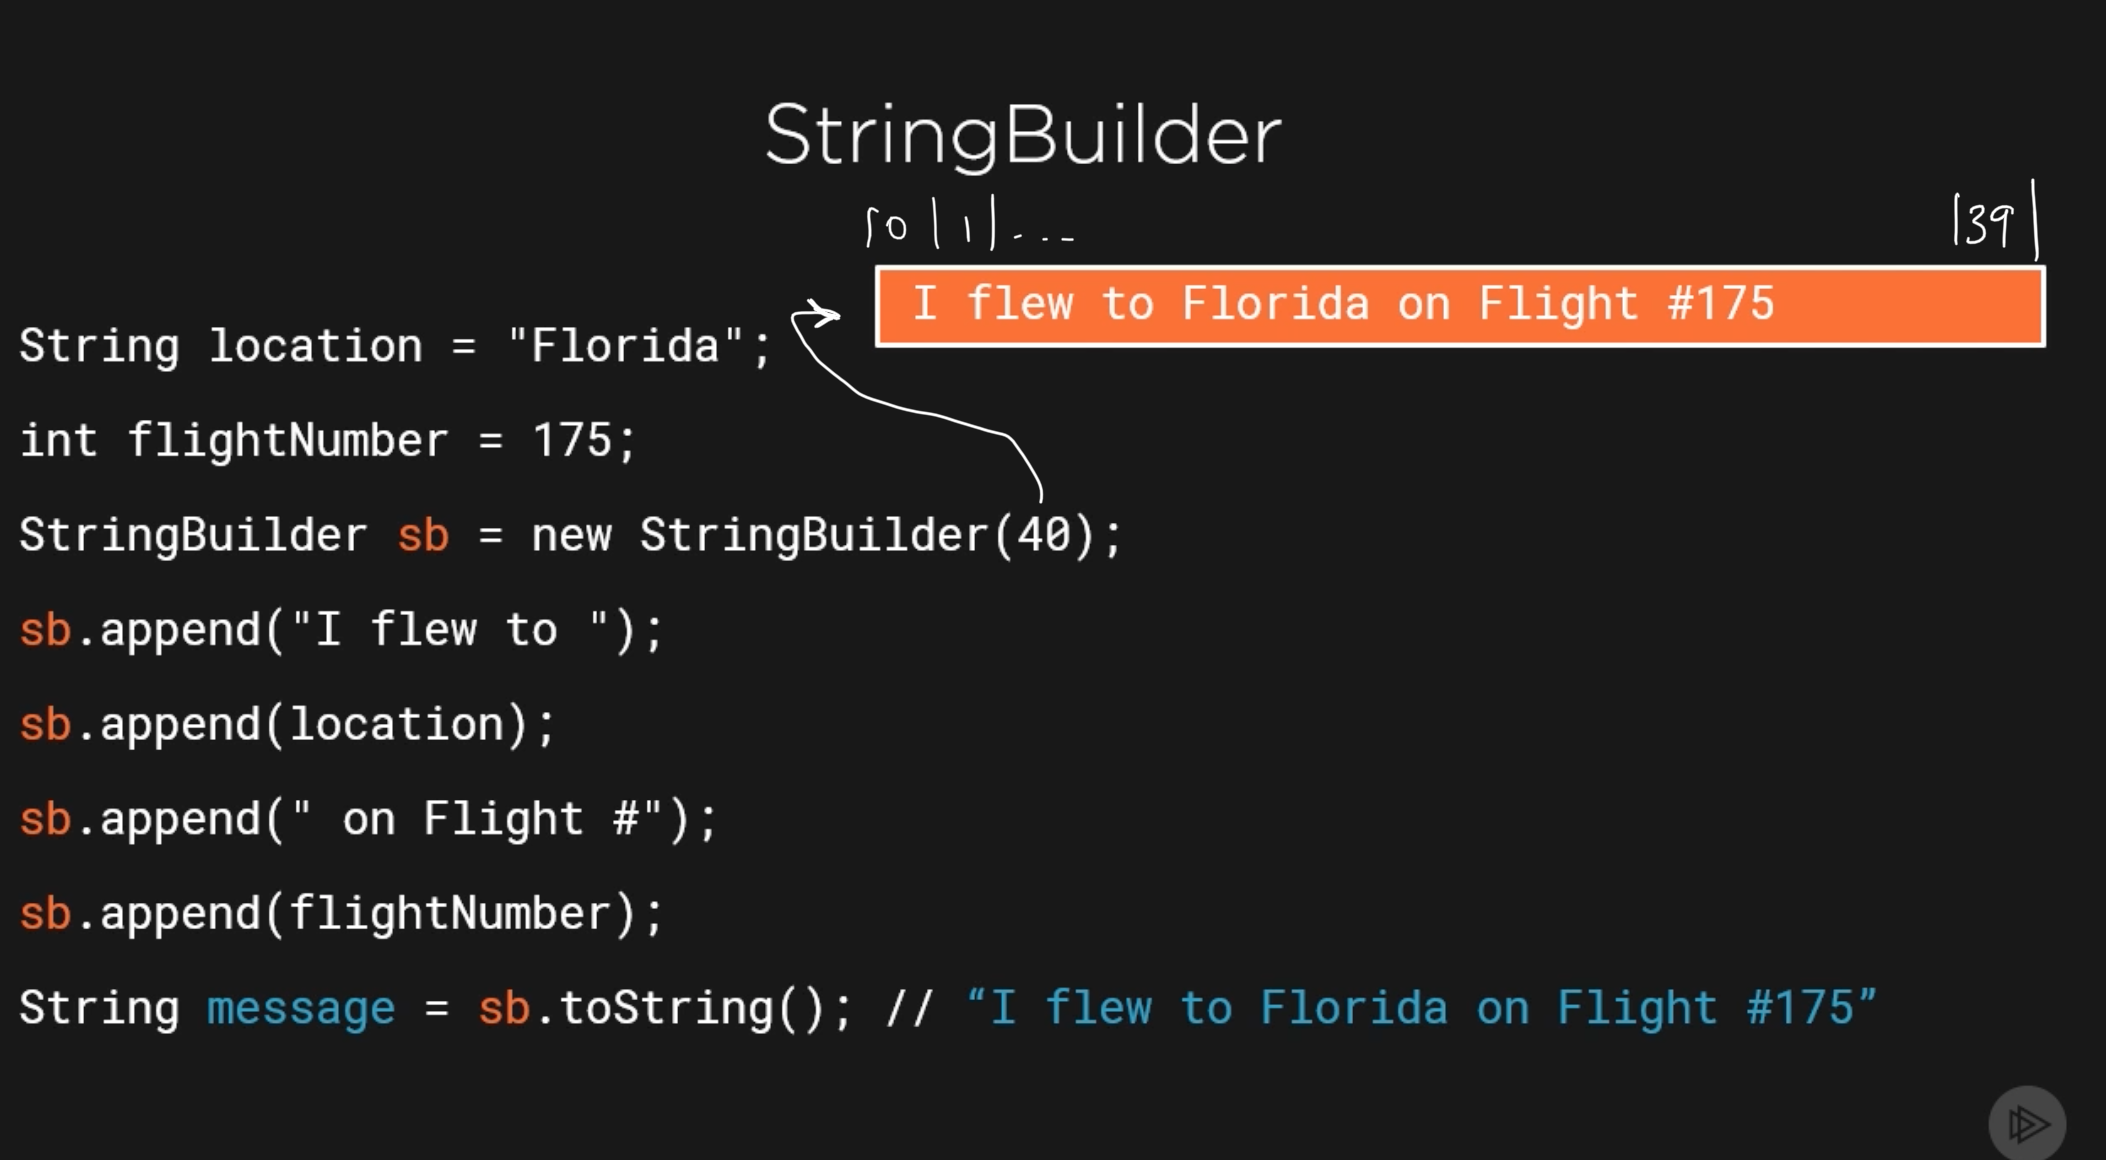 StringBuilder
0 | 1 | ... | 39 |
I flew to Florida on Flight #175
String location = "Florida";
int flightNumber = 175;
StringBuilder sb = new StringBuilder(40);
sb.append("I flew to ");
sb.append(location);
sb.append(" on Flight #");
sb.append(flightNumber);
String message = sb.toString(); // “I flew to Florida on Flight #175”